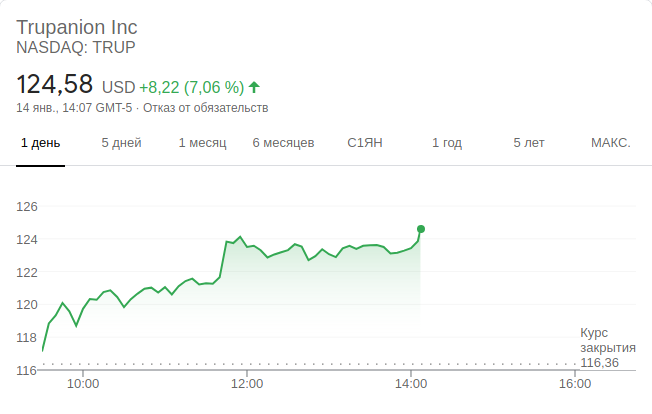 Trupanion Inc
NASDAQ: TRUP
124,58 USD +8,22 (7,06 %)
14 янв., 14:07 GMT-5 · Отказ от обязательств
1 день 5 дней 1 месяц 6 месяцев С1ЯН 1 год 5 лет МАКС.
126
124
122
120
118
116
Курс
закрытия
116,36
10:00 12:00 14:00 16:00